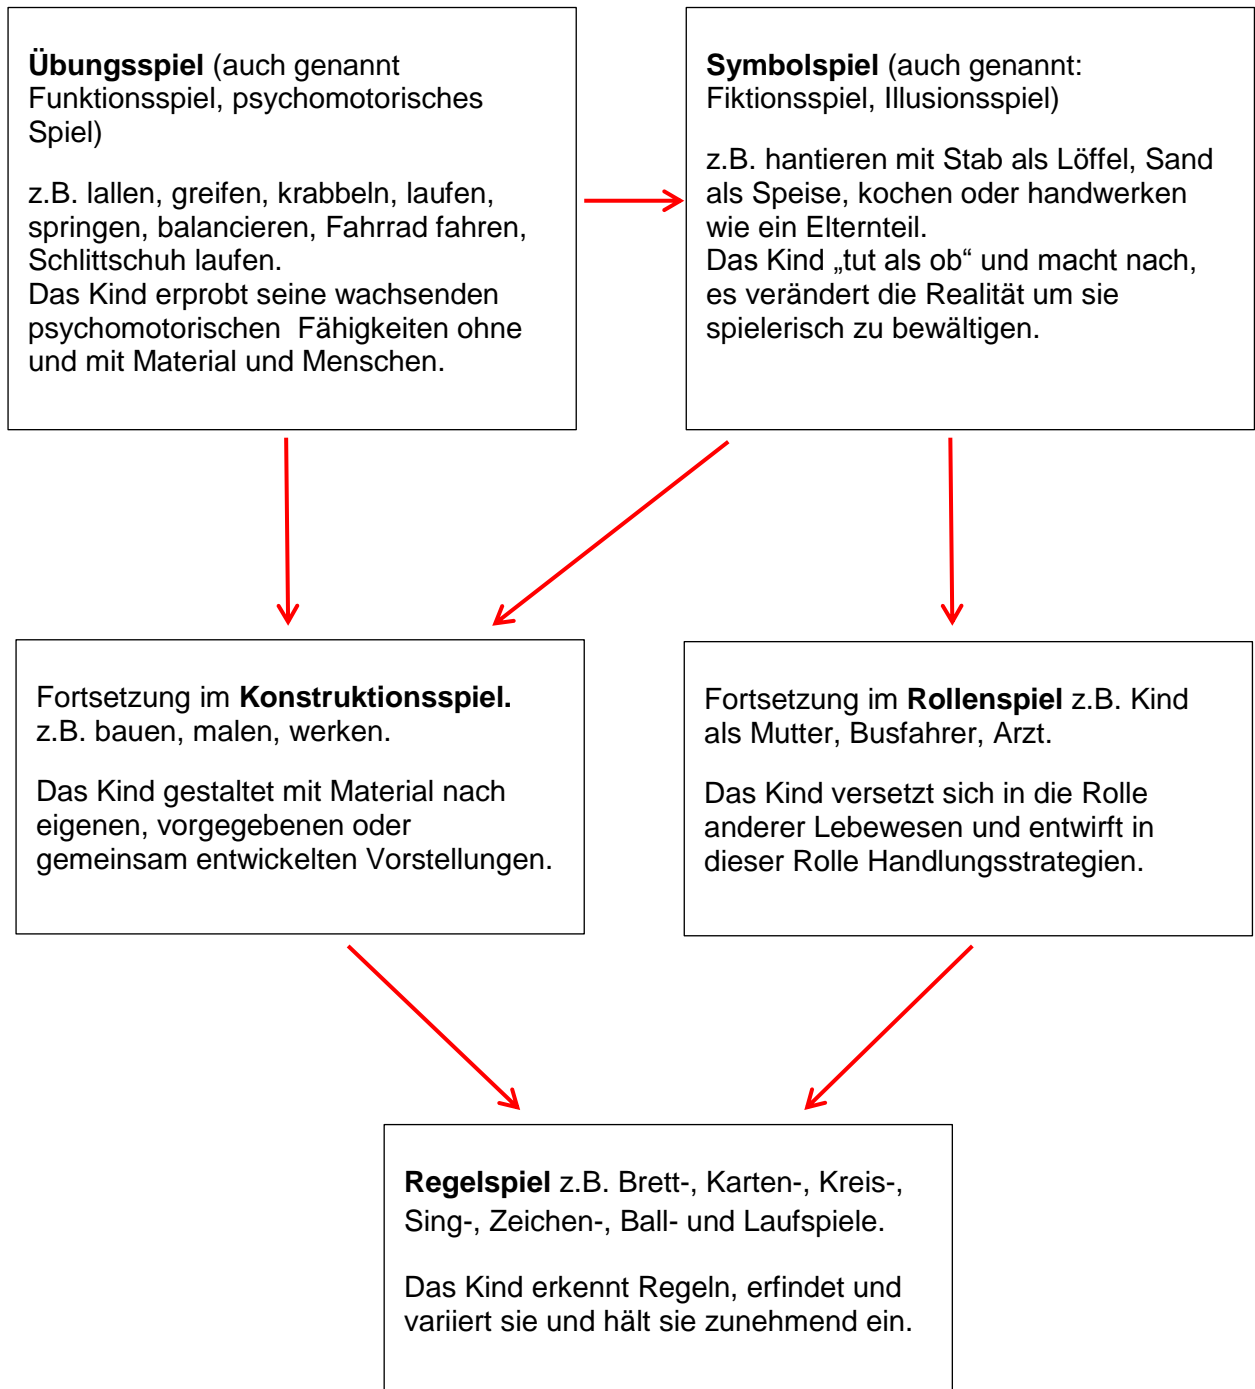 Übungsspiel (auch genannt
Funktionsspiel, psychomotorisches
Spiel)
z.B. lallen, greifen, krabbeln, laufen,
springen, balancieren, Fahrrad fahren,
Schlittschuh laufen.
Das Kind erprobt seine wachsenden
psychomotorischen  Fähigkeiten ohne
und mit Material und Menschen.
Symbolspiel (auch genannt:
Fiktionsspiel, Illusionsspiel)
z.B. hantieren mit Stab als Löffel, Sand
als Speise, kochen oder handwerken
wie ein Elternteil.
Das Kind „tut als ob“ und macht nach,
es verändert die Realität um sie
spielerisch zu bewältigen.
Fortsetzung im Konstruktionsspiel.
z.B. bauen, malen, werken.
Das Kind gestaltet mit Material nach
eigenen, vorgegebenen oder
gemeinsam entwickelten Vorstellungen.
Fortsetzung im Rollenspiel z.B. Kind
als Mutter, Busfahrer, Arzt.
Das Kind versetzt sich in die Rolle
anderer Lebewesen und entwirft in
dieser Rolle Handlungsstrategien.
Regelspiel z.B. Brett-, Karten-, Kreis-,
Sing-, Zeichen-, Ball- und Laufspiele.
Das Kind erkennt Regeln, erfindet und
variiert sie und hält sie zunehmend ein.